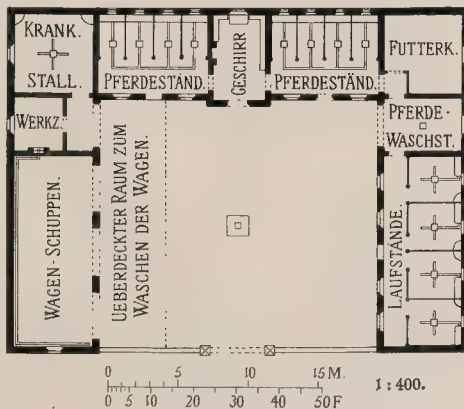 KRANK.
STALL.
PFERDESTÄND.
GESCHIRR
PFERDESTÄND.
FUTTERK.
WERKZ.
PFERDE-
WASCHST.
WAGEN-SCHUPPEN.
UEBERDECKTER RAUM ZUM
WASCHEN DER WAGEN.
LAUFSTÄNDE.
0 5 10 15 M.
1:400.
0 5 10 20 30 40 50 F